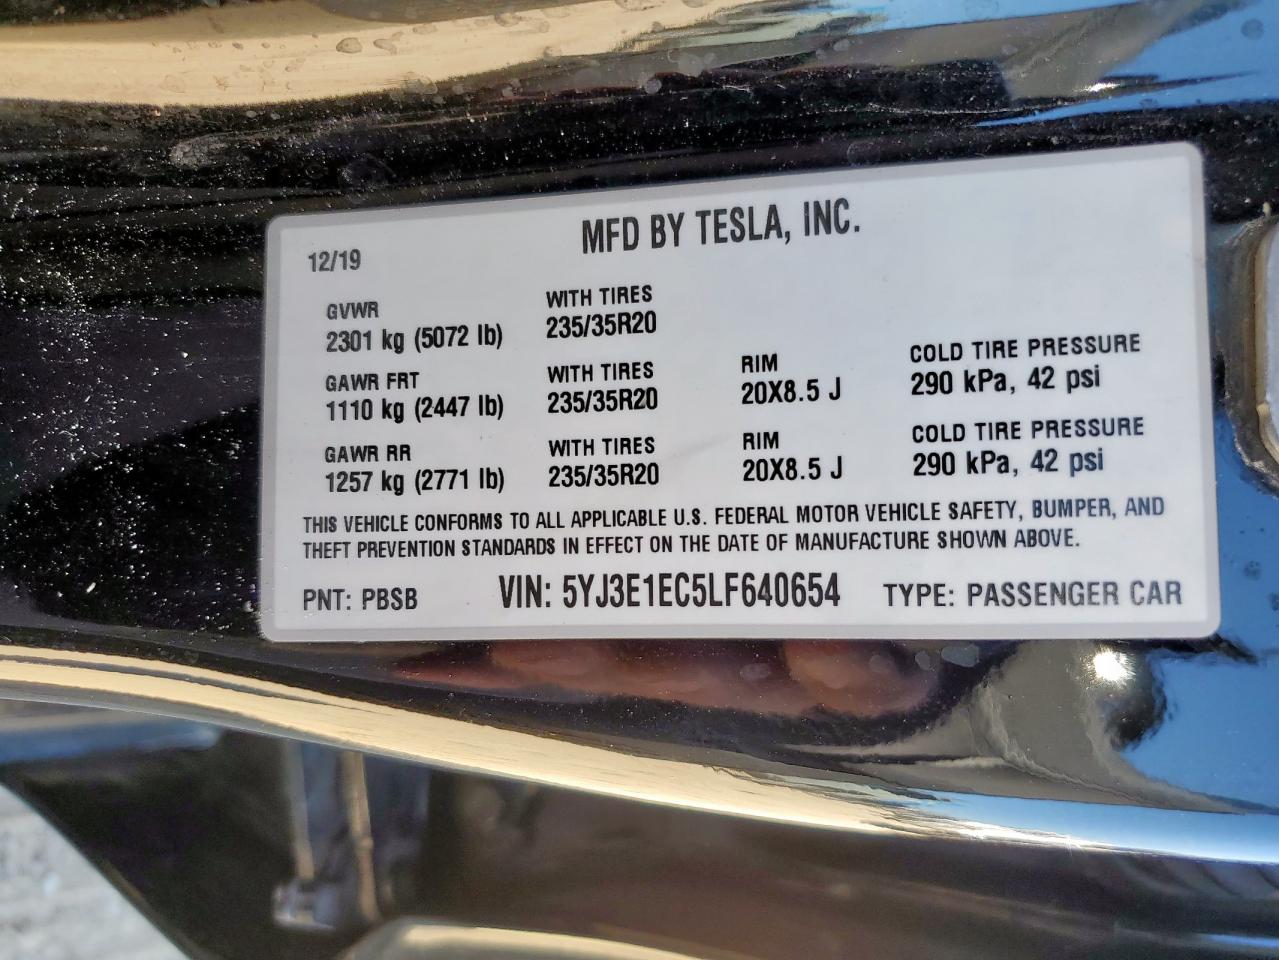 MFD BY TESLA, INC.
12/19
GVWR
2301 kg (5072 lb)
WITH TIRES
235/35R20
GAWR FRT
1110 kg (2447 lb)
WITH TIRES
235/35R20
RIM
20X8.5 J
COLD TIRE PRESSURE
290 kPa, 42 psi
GAWR RR
1257 kg (2771 lb)
WITH TIRES
235/35R20
RIM
20X8.5 J
COLD TIRE PRESSURE
290 kPa, 42 psi
THIS VEHICLE CONFORMS TO ALL APPLICABLE U.S. FEDERAL MOTOR VEHICLE SAFETY, BUMPER, AND
THEFT PREVENTION STANDARDS IN EFFECT ON THE DATE OF MANUFACTURE SHOWN ABOVE.
PNT: PBSB VIN: 5YJ3E1EC5LF640654 TYPE: PASSENGER CAR